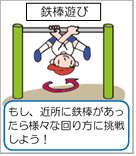 鉄棒遊び
もし、近所に鉄棒があっ
たら様々な回り方に挑戦
しよう！